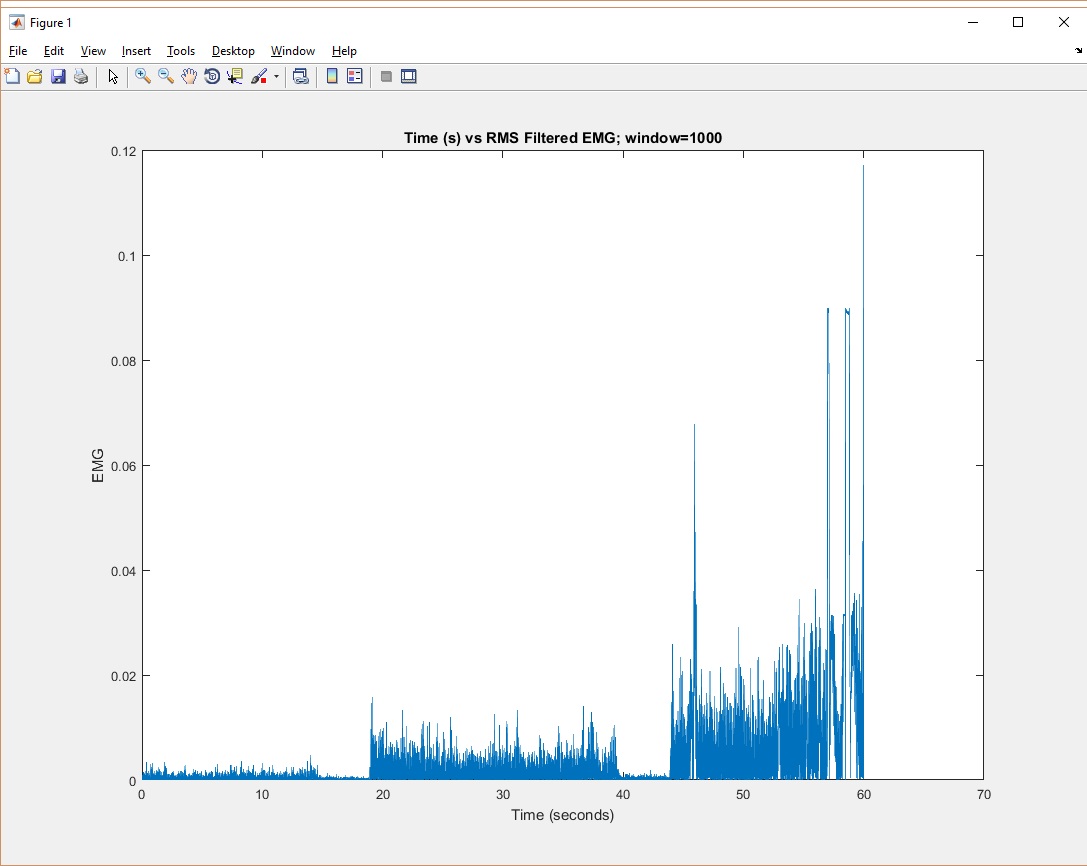 Figure 1
File Edit View Insert Tools Desktop Window Help
Time (s) vs RMS Filtered EMG; window=1000
0.12
0.1
0.08
0.06
0.04
0.02
0
EMG
0 10 20 30 40 50 60 70
Time (seconds)